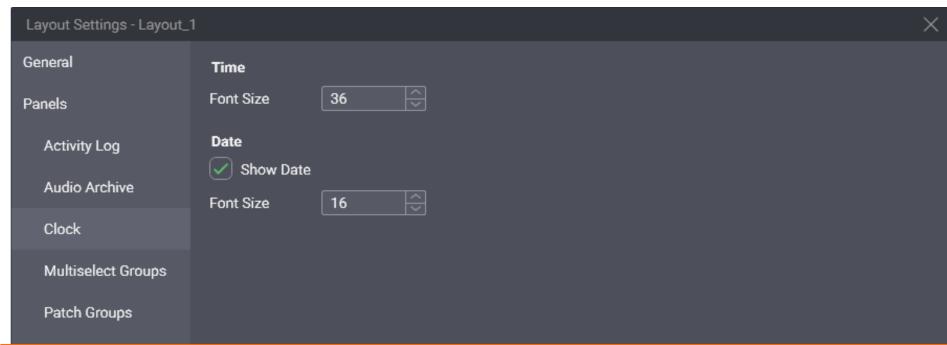 Layout Settings - Layout_1
General
Panels
Activity Log
Audio Archive
Clock
Multiselect Groups
Patch Groups
Time
Font Size 36
Date
Show Date
Font Size 16